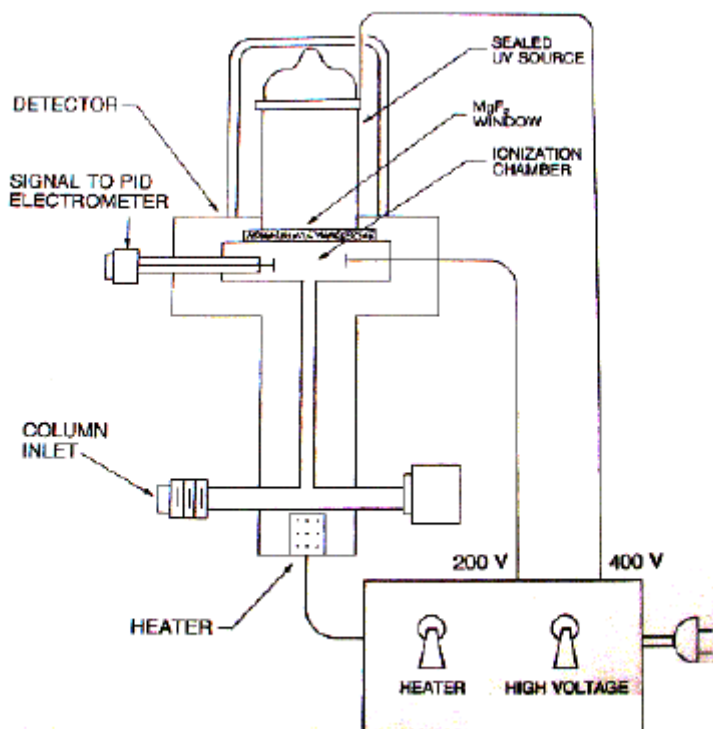 SEALED
UV SOURCE
DETECTOR
MgF₂
WINDOW
IONIZATION
CHAMBER
SIGNAL TO PID
ELECTROMETER
COLUMN
INLET
200 V
400 V
HEATER
HEATER
HIGH VOLTAGE